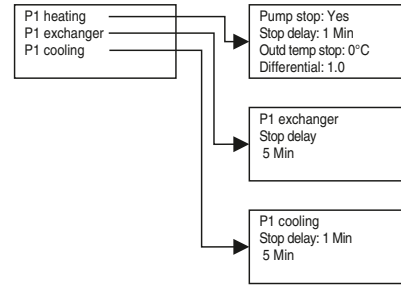 P1 heating
P1 exchanger
P1 cooling
Pump stop: Yes
Stop delay: 1 Min
Outd temp stop: 0°C
Differential: 1.0
P1 exchanger
Stop delay
5 Min
P1 cooling
Stop delay: 1 Min
5 Min